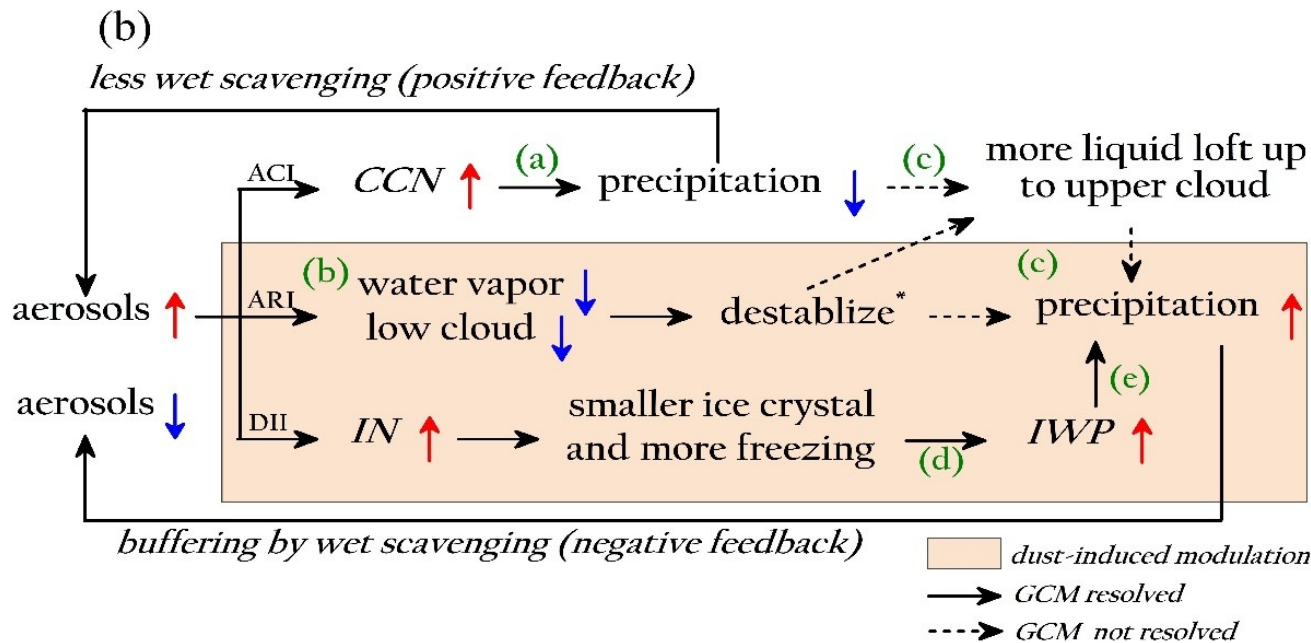 (b)
less wet scavenging (positive feedback)
ACI
CCN
(a)
precipitation
(c)
more liquid loft up
to upper cloud
aerosols
ARI
(b)
water vapor
low cloud
destablize*
(c)
precipitation
aerosols
DII
IN
smaller ice crystal
and more freezing
(d)
IWP
(e)
buffering by wet scavenging (negative feedback)
dust-induced modulation
GCM resolved
GCM not resolved